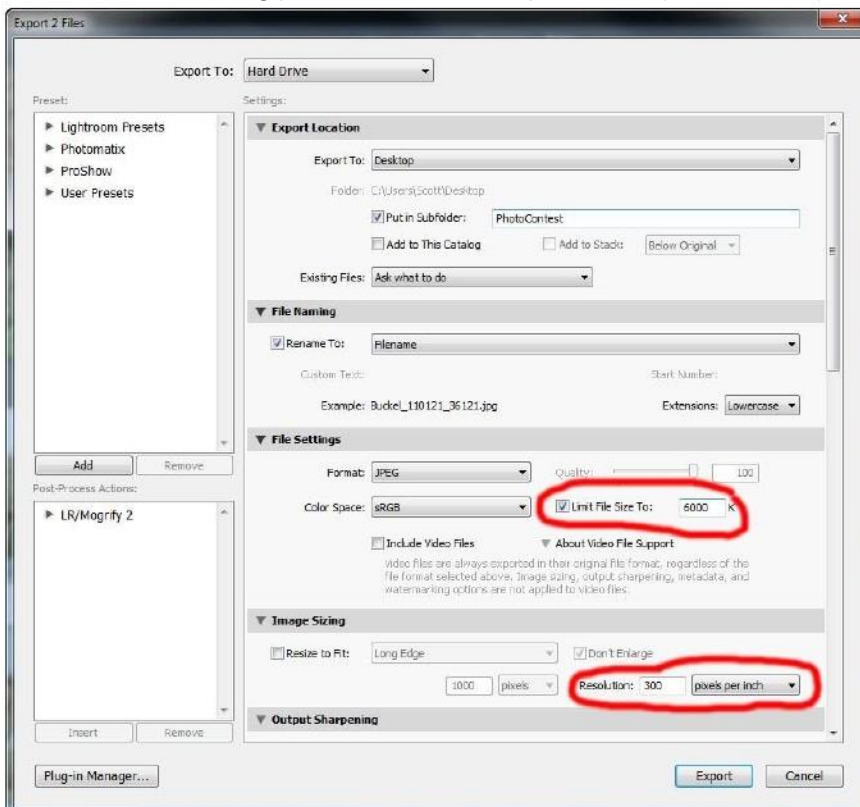 Export 2 Files
Export To: Hard Drive
Preset:
Settings:
Lightroom Presets
Photomatix
ProShow
User Presets
Add Remove
Post-Process Actions:
LR/Mogrify 2
Insert Remove
Export Location
Export To: Desktop
Folder: C:\Users\Scott\Desktop
Put in Subfolder: PhotoContest
Add to This Catalog Add to Stack: Below Original
Existing Files: Ask what to do
File Naming
Rename To: Filename
Custom Text: Start Number:
Example: Buckel_110121_36121.jpg Extensions: Lowercase
File Settings
Format: JPEG Quality: 100
Color Space: sRGB Limit File Size To: 6000 K
Include Video Files About Video File Support
Video files are always exported in their original file format, regardless of the
file format selected above. Image sizing, output sharpening, metadata, and
watermarking options are not applied to video files.
Image Sizing
Resize to Fit: Long Edge Don't Enlarge
1000 pixels Resolution: 300 pixels per inch
Output Sharpening
Plug-in Manager... Export Cancel